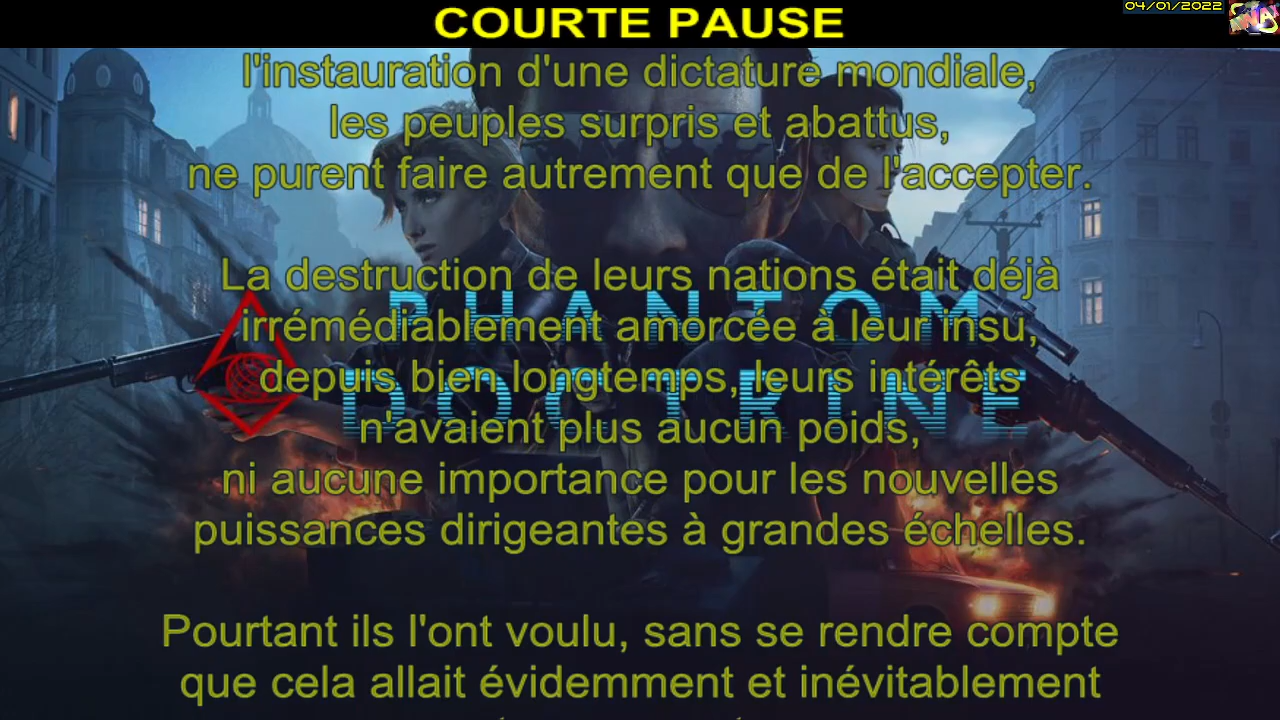 COURTE PAUSE
04/01/2022
l'instauration d'une dictature mondiale,
les peuples surpris et abattus,
ne purent faire autrement que de l'accepter.
La destruction de leurs nations était déjà
PHANTOM
irrémédiablement amorcée à leur insu,
depuis bien longtemps, leurs intérêts
DOCTRINE
n'avaient plus aucun poids,
ni aucune importance pour les nouvelles
puissances dirigeantes à grandes échelles.
Pourtant ils l'ont voulu, sans se rendre compte
que cela allait évidemment et inévitablement